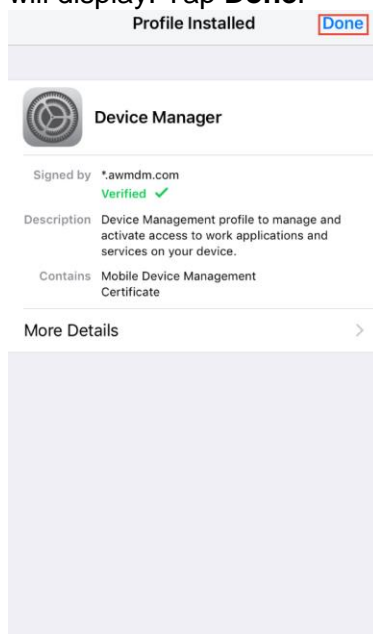 will display. Tap Done.
Profile Installed Done
Device Manager
Signed by *.awmdm.com
Verified ✓
Description Device Management profile to manage and
activate access to work applications and
services on your device.
Contains Mobile Device Management
Certificate
More Details